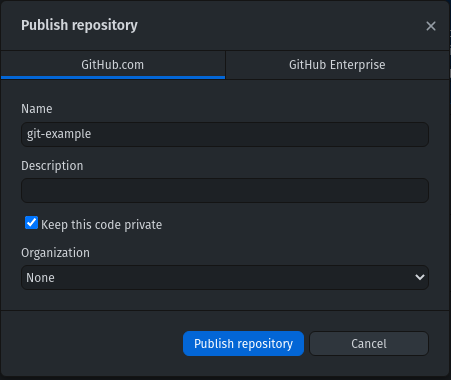 Publish repository
GitHub.com
GitHub Enterprise
Name
git-example
Description
Keep this code private
Organization
None
Publish repository
Cancel